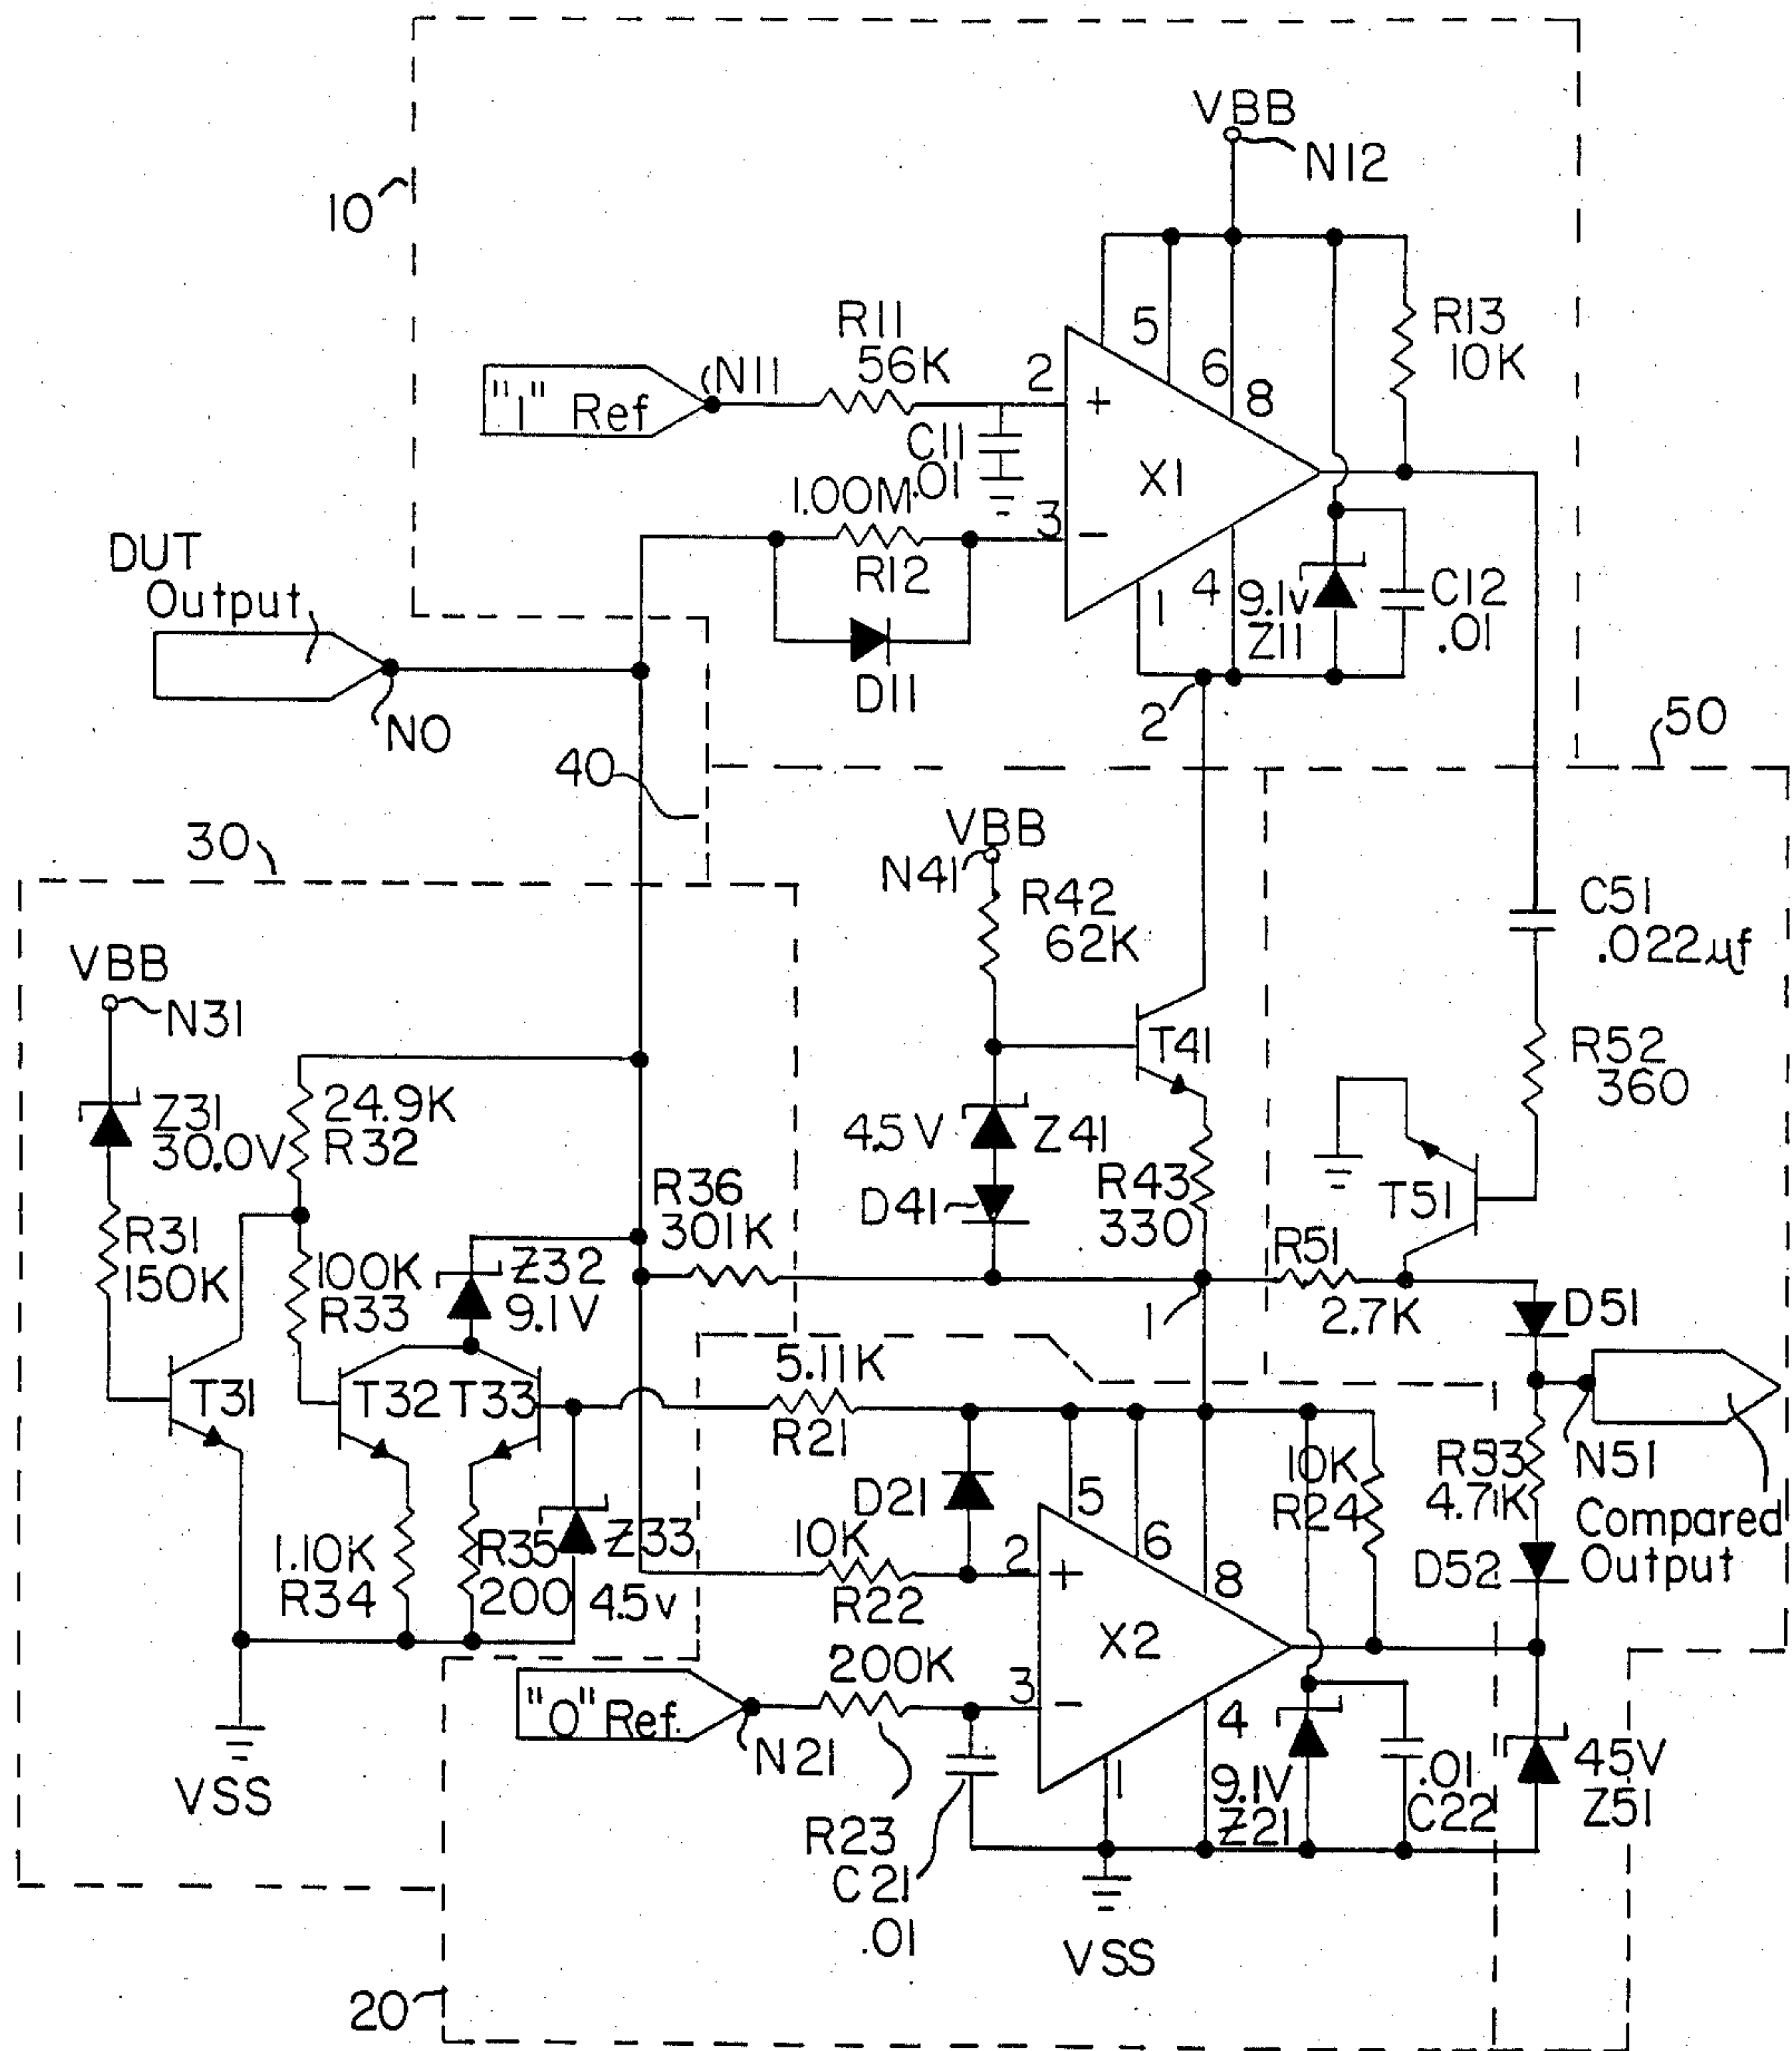 VBB
N12
10
R11
56K
5
R13
10K
"1" Ref
N11
2
6
8
+
C11
.01
X1
1.00M
3
-
R12
DUT
Output
4
1
9.1v
Z11
C12
.01
D11
N0
2
50
40
VBB
N41
30
R42
62K
C51
.022µf
VBB
N31
T41
R52
360
Z31
30.0V
24.9K
R32
4.5V
Z41
R36
301K
D41
R43
330
T51
R31
150K
100K
R33
Z32
9.1V
R51
2.7K
D51
1
5.11K
T31
T32
T33
R21
10K
R24
R53
4.7K
N51
D21
5
Compared
Output
1.10K
R34
R35
200
Z33
4.5v
10K
R22
2
6
8
+
D52
X2
200K
3
-
"0" Ref.
N21
4
VSS
R23
C21
.01
1
9.1V
Z21
.01
C22
45V
Z51
VSS
20